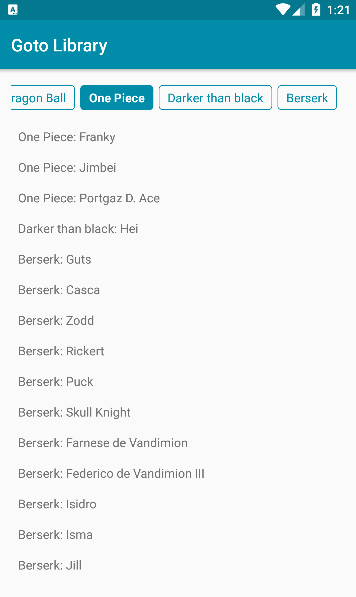 A
1:21
Goto Library
ragon Ball
One Piece
Darker than black
Berserk
One Piece: Franky
One Piece: Jimbei
One Piece: Portgaz D. Ace
Darker than black: Hei
Berserk: Guts
Berserk: Casca
Berserk: Zodd
Berserk: Rickert
Berserk: Puck
Berserk: Skull Knight
Berserk: Farnese de Vandimion
Berserk: Federico de Vandimion III
Berserk: Isidro
Berserk: Isma
Berserk: Jill